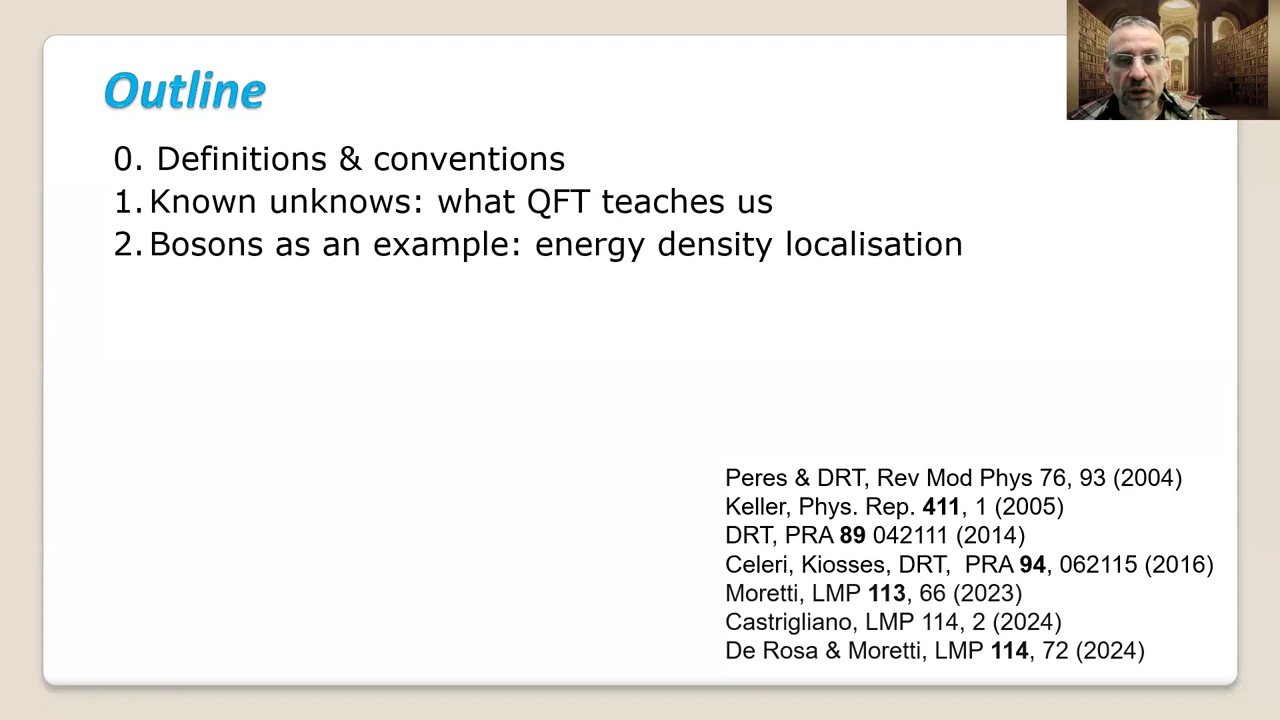 Outline
0. Definitions & conventions
1. Known unknows: what QFT teaches us
2. Bosons as an example: energy density localisation
Peres & DRT, Rev Mod Phys 76, 93 (2004)
Keller, Phys. Rep. 411, 1 (2005)
DRT, PRA 89 042111 (2014)
Celeri, Kiosses, DRT, PRA 94, 062115 (2016)
Moretti, LMP 113, 66 (2023)
Castrigliano, LMP 114, 2 (2024)
De Rosa & Moretti, LMP 114, 72 (2024)